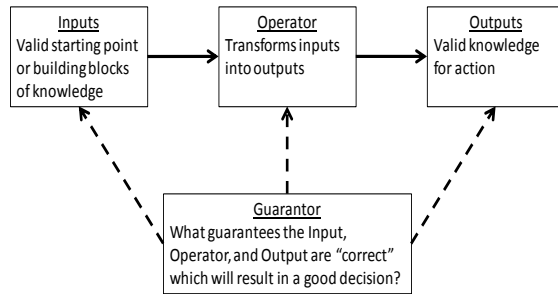 Inputs
Valid starting point
or building blocks
of knowledge
Operator
Transforms inputs
into outputs
Outputs
Valid knowledge
for action
Guarantor
What guarantees the Input,
Operator, and Output are “correct”
which will result in a good decision?